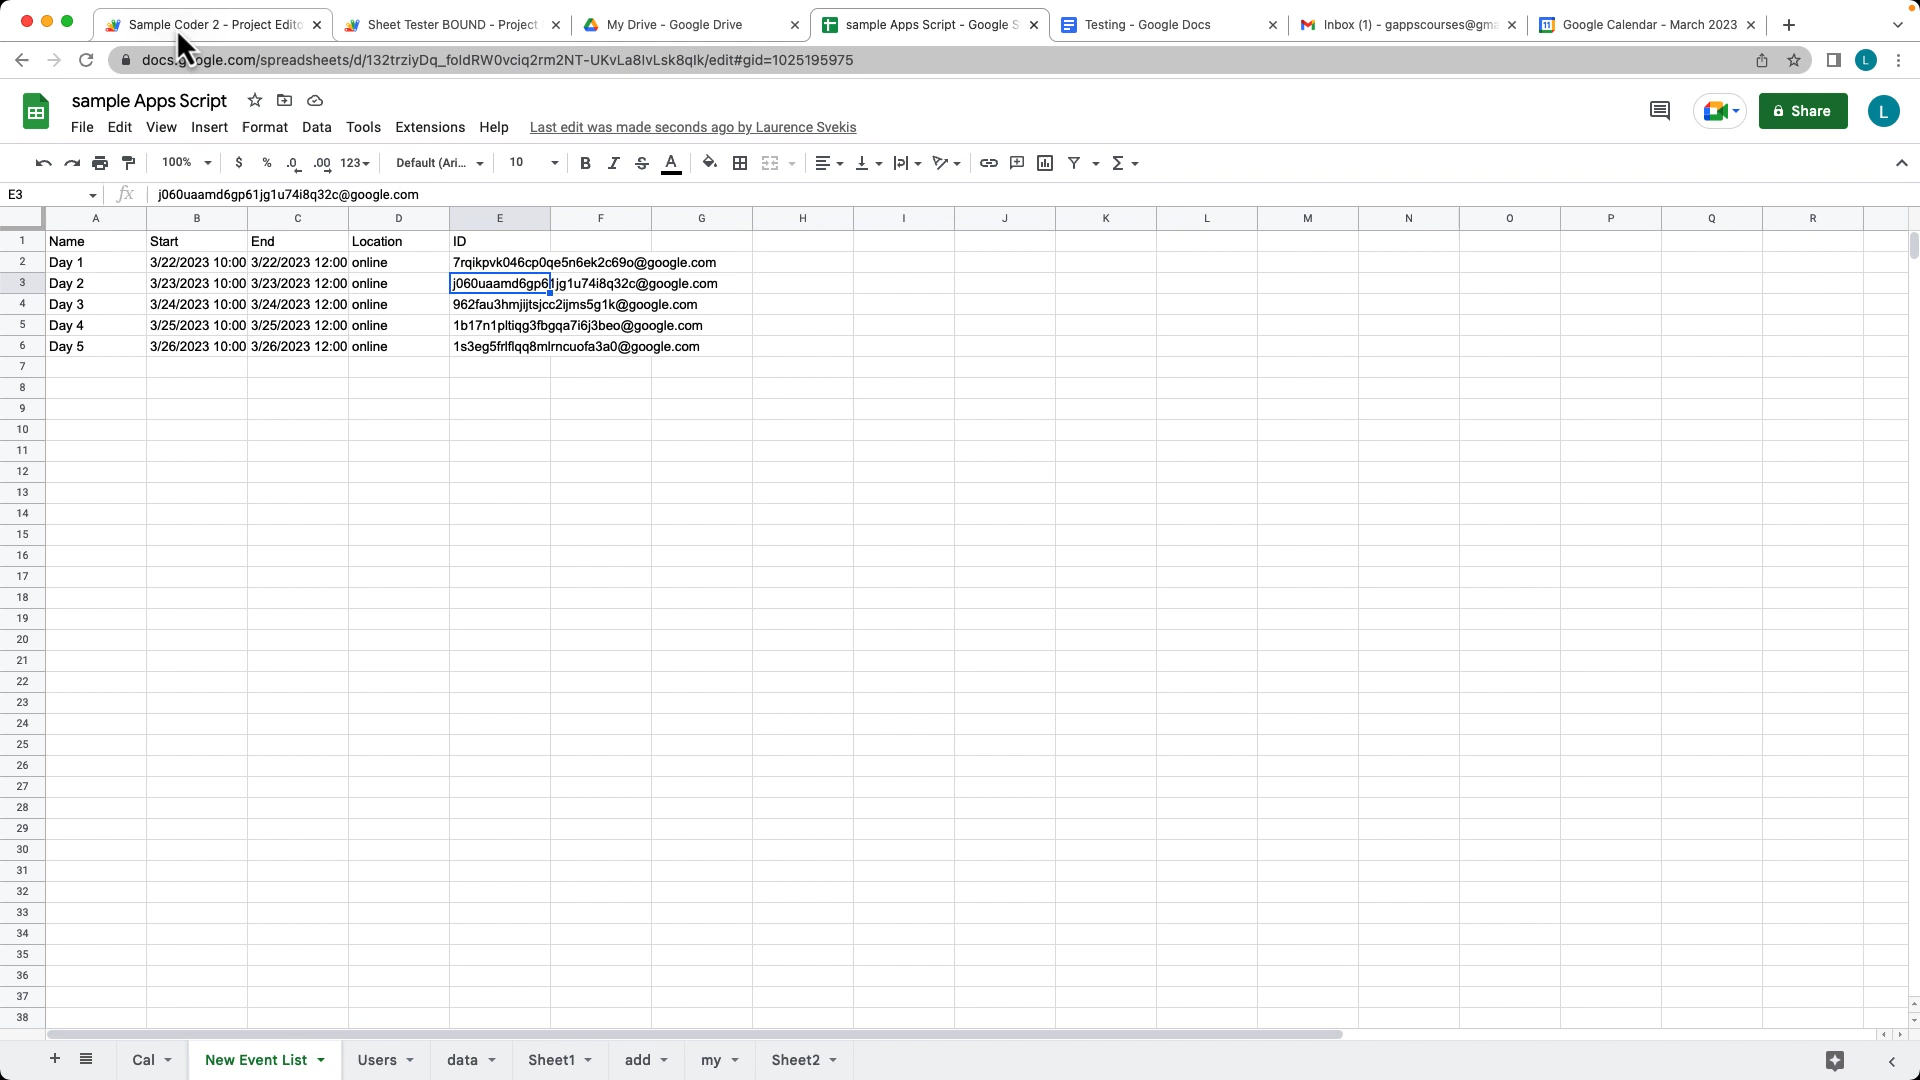 Sample Coder 2 - Project Edito
Sheet Tester BOUND - Project
My Drive - Google Drive
sample Apps Script - Google S
Testing - Google Docs
Inbox (1) - gappscourses@gma
Google Calendar - March 2023
docs.google.com/spreadsheets/d/132trziyDq_foldRW0vciq2rm2NT-UKvLa8IvLsk8qIk/edit#gid=1025195975
L
sample Apps Script
File Edit View Insert Format Data Tools Extensions Help Last edit was made seconds ago by Laurence Svekis
Share
L
100% $ % .0 .00 123 Default (Ari... 10 B I S A
E3 fx j060uaamd6gp61jg1u74i8q32c@google.com
A B C D E F G H I J K L M N O P Q R
1 Name Start End Location ID
2 Day 1 3/22/2023 10:00 3/22/2023 12:00 online 7rqikpvk046cp0qe5n6ek2c69o@google.com
3 Day 2 3/23/2023 10:00 3/23/2023 12:00 online j060uaamd6gp61jg1u74i8q32c@google.com
4 Day 3 3/24/2023 10:00 3/24/2023 12:00 online 962fau3hmjijtsjcc2ijms5g1k@google.com
5 Day 4 3/25/2023 10:00 3/25/2023 12:00 online 1b17n1pltiqg3fbgqa7i6j3beo@google.com
6 Day 5 3/26/2023 10:00 3/26/2023 12:00 online 1s3eg5frlflqq8mlrncuofa3a0@google.com
7
8
9
10
11
12
13
14
15
16
17
18
19
20
21
22
23
24
25
26
27
28
29
30
31
32
33
34
35
36
37
38
Cal New Event List Users data Sheet1 add my Sheet2